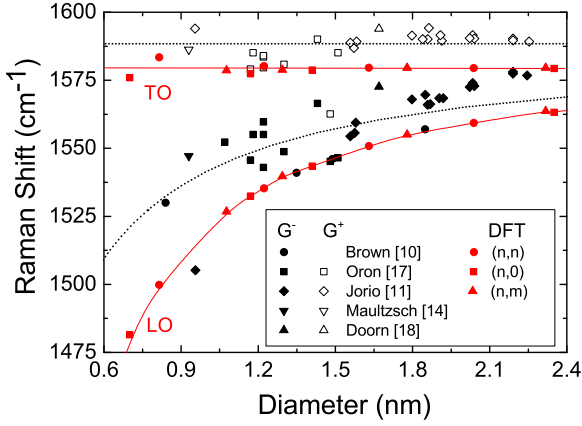 1600
1575
1550
1525
1500
1475
Raman Shift (cm⁻¹)
TO
LO
G⁻ G⁺ DFT
Brown [10] (n,n)
Oron [17] (n,0)
Jorio [11] (n,m)
Maultzsch [14]
Doorn [18]
0.6 0.9 1.2 1.5 1.8 2.1 2.4
Diameter (nm)